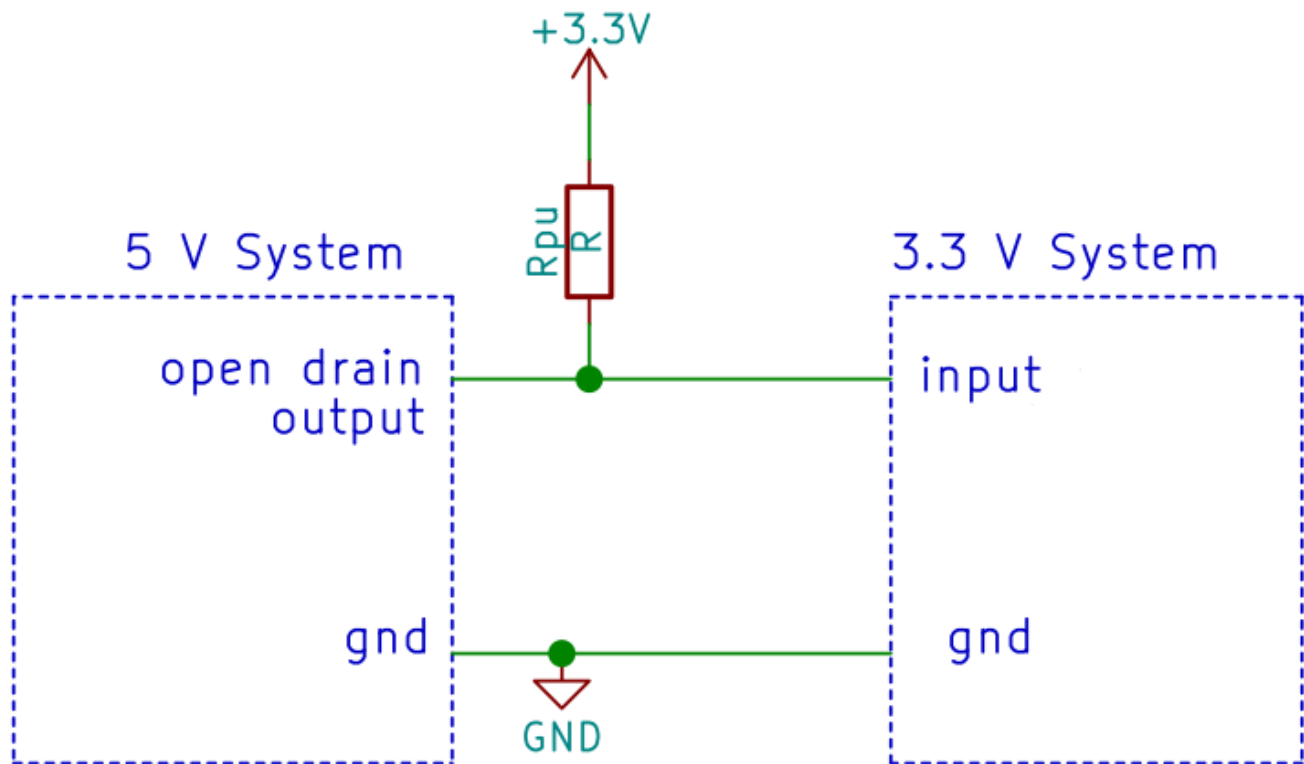 +3.3V
Rpu
R
5 V System
3.3 V System
open drain
output
input
gnd
gnd
GND